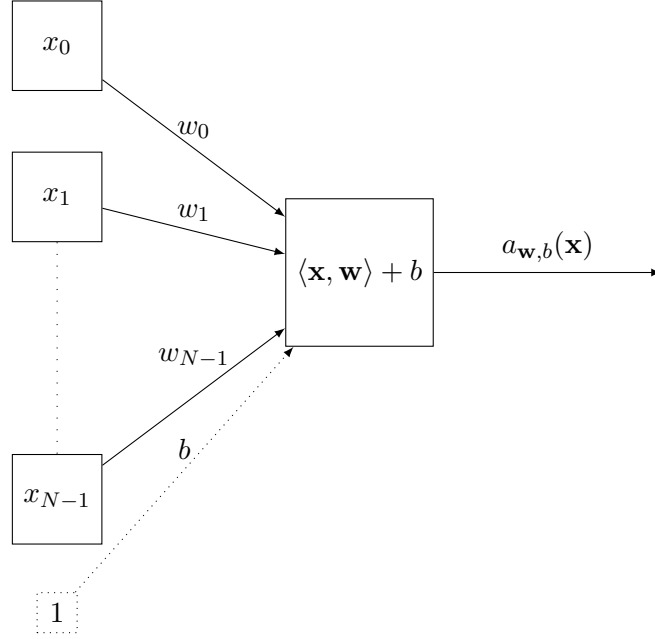 x_0
w_0
x_1
w_1
a_{𝐰,b}(𝐱)
⟨𝐱, 𝐰⟩ + b
w_{N−1}
b
x_{N−1}
1